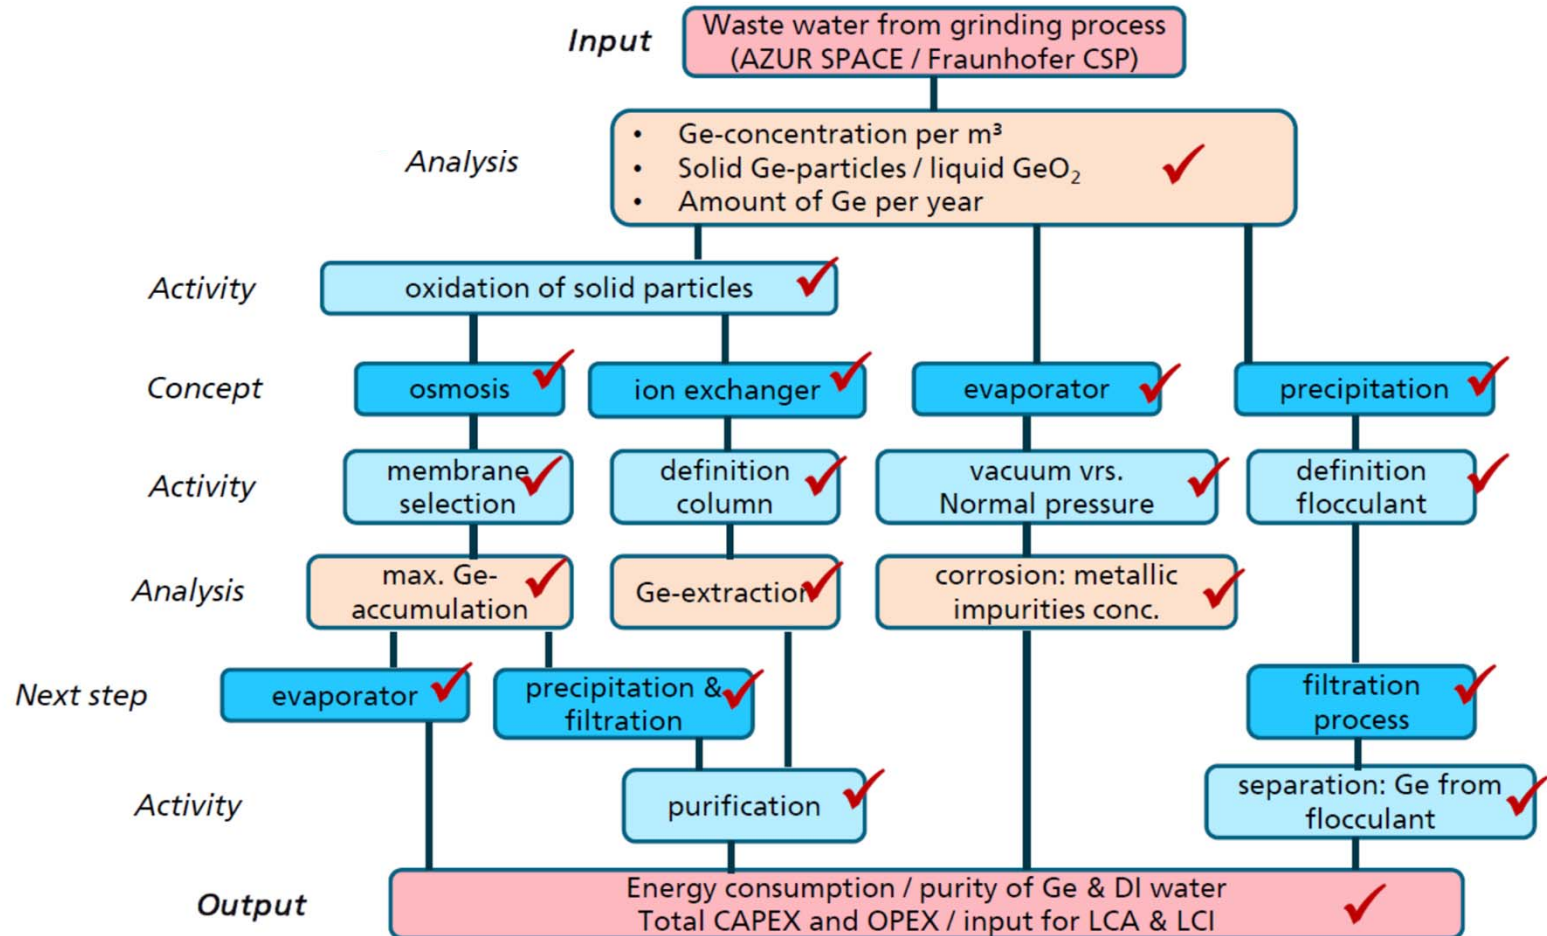 Input
Waste water from grinding process
(AZUR SPACE / Fraunhofer CSP)
Analysis
• Ge-concentration per m³
• Solid Ge-particles / liquid GeO₂
• Amount of Ge per year
Activity
oxidation of solid particles
Concept
osmosis
ion exchanger
evaporator
precipitation
Activity
membrane
selection
definition
column
vacuum vrs.
Normal pressure
definition
flocculant
Analysis
max. Ge-
accumulation
Ge-extraction
corrosion: metallic
impurities conc.
Next step
evaporator
precipitation &
filtration
filtration
process
Activity
purification
separation: Ge from
flocculant
Output
Energy consumption / purity of Ge & DI water
Total CAPEX and OPEX / input for LCA & LCI